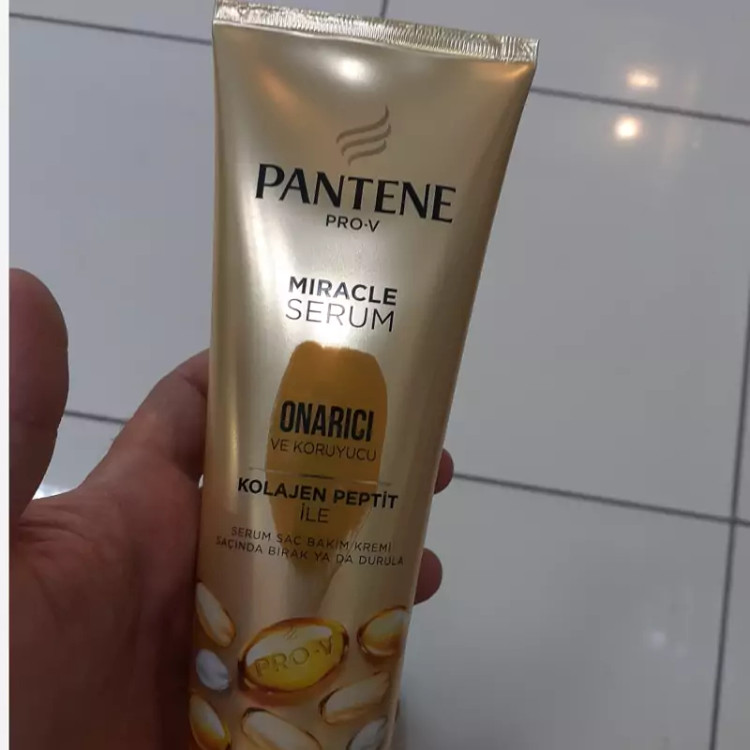 PANTENE
PRO-V
MIRACLE
SERUM
ONARICI
VE KORUYUCU
KOLAJEN PEPTİT
İLE
SERUM SAÇ BAKIM KREMİ
SAÇINDA BIRAK YA DA DURULA
PRO-V